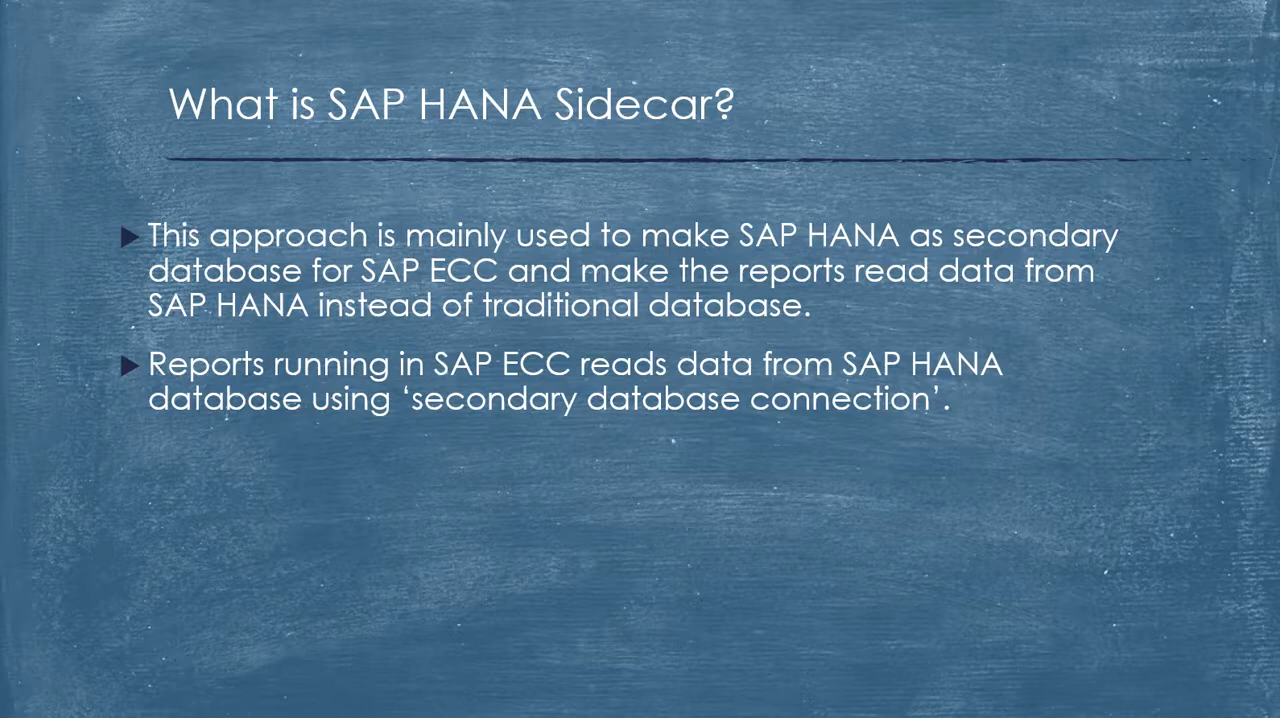 What is SAP HANA Sidecar?
This approach is mainly used to make SAP HANA as secondary
database for SAP ECC and make the reports read data from
SAP HANA instead of traditional database.
Reports running in SAP ECC reads data from SAP HANA
database using ‘secondary database connection’.